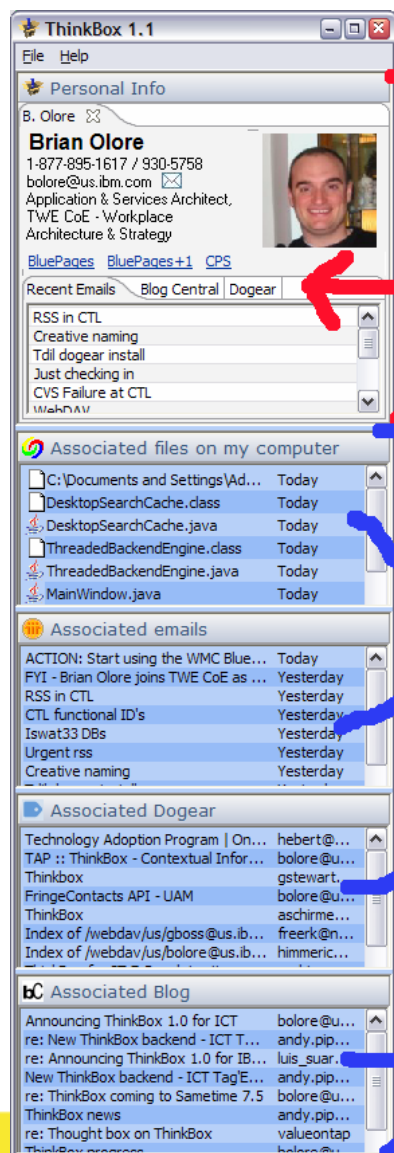 ThinkBox 1.1
File Help
Personal Info
B. Olore
Brian Olore
1-877-895-1617 / 930-5758
bolore@us.ibm.com
Application & Services Architect,
TWE CoE - Workplace
Architecture & Strategy
BluePages BluePages+1 CPS
Recent Emails Blog Central Dogear
RSS in CTL
Creative naming
Tdil dogear install
Just checking in
CVS Failure at CTL
WebDAV
Associated files on my computer
C:\Documents and Settings\Ad... Today
DesktopSearchCache.class Today
DesktopSearchCache.java Today
ThreadedBackendEngine.class Today
ThreadedBackendEngine.java Today
MainWindow.java Today
Associated emails
ACTION: Start using the WMC Blue... Today
FYI - Brian Olore joins TWE CoE as ... Yesterday
RSS in CTL Yesterday
CTL functional ID's Yesterday
Iswat33 DBs Yesterday
Urgent rss Yesterday
Creative naming Yesterday
Associated Dogear
Technology Adoption Program | On... hebert@...
TAP :: ThinkBox - Contextual Infor... bolore@u...
Thinkbox gstewart...
FringeContacts API - UAM bolore@u...
ThinkBox aschirme...
Index of /webdav/us/gboss@us.ib... freerk@n...
Index of /webdav/us/bolore@us.ib... himmeric...
bC Associated Blog
Announcing ThinkBox 1.0 for ICT bolore@u...
re: New ThinkBox backend - ICT T... andy.pip...
re: Announcing ThinkBox 1.0 for IB... luis_suar...
New ThinkBox backend - ICT Tag'E... andy.pip...
re: ThinkBox coming to Sametime 7.5 bolore@u...
ThinkBox news andy.pip...
re: Thought box on ThinkBox valueontap
ThinkBox progress bolore@u...